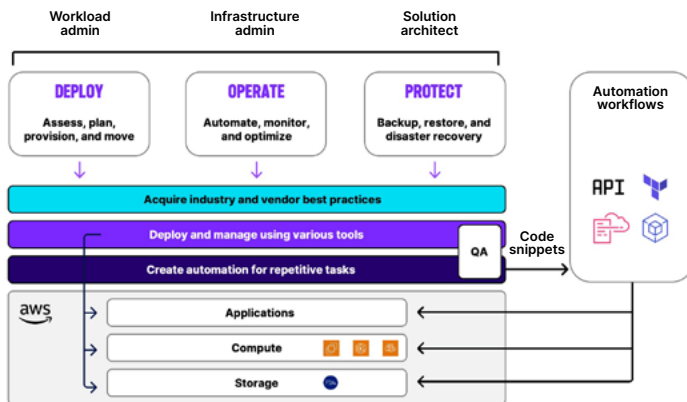 Workload
admin
Infrastructure
admin
Solution
architect
DEPLOY
Assess, plan,
provision, and move
OPERATE
Automate, monitor,
and optimize
PROTECT
Backup, restore, and
disaster recovery
Automation
workflows
API
Acquire industry and vendor best practices
Deploy and manage using various tools
Create automation for repetitive tasks
QA
Code
snippets
aws
Applications
Compute
Storage